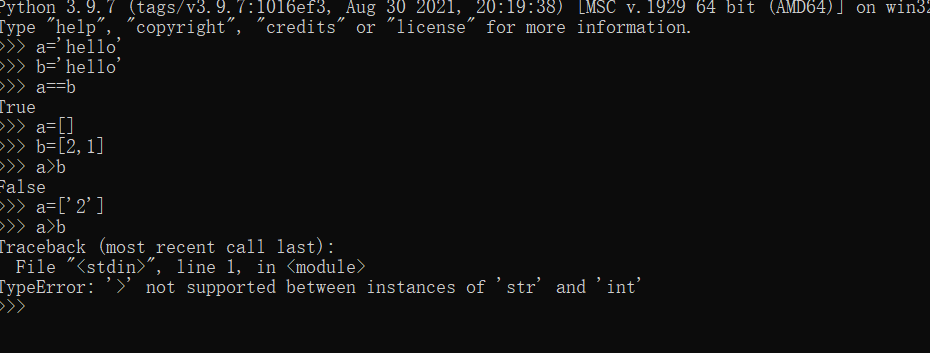 Python 3.9.7 (tags/v3.9.7:1016ef3, Aug 30 2021, 20:19:38) [MSC v.1929 64 bit (AMD64)] on win32
Type "help", "copyright", "credits" or "license" for more information.
>>> a='hello'
>>> b='hello'
>>> a==b
True
>>> a=[]
>>> b=[2,1]
>>> a>b
False
>>> a=['2']
>>> a>b
Traceback (most recent call last):
  File "<stdin>", line 1, in <module>
TypeError: '>' not supported between instances of 'str' and 'int'
>>>